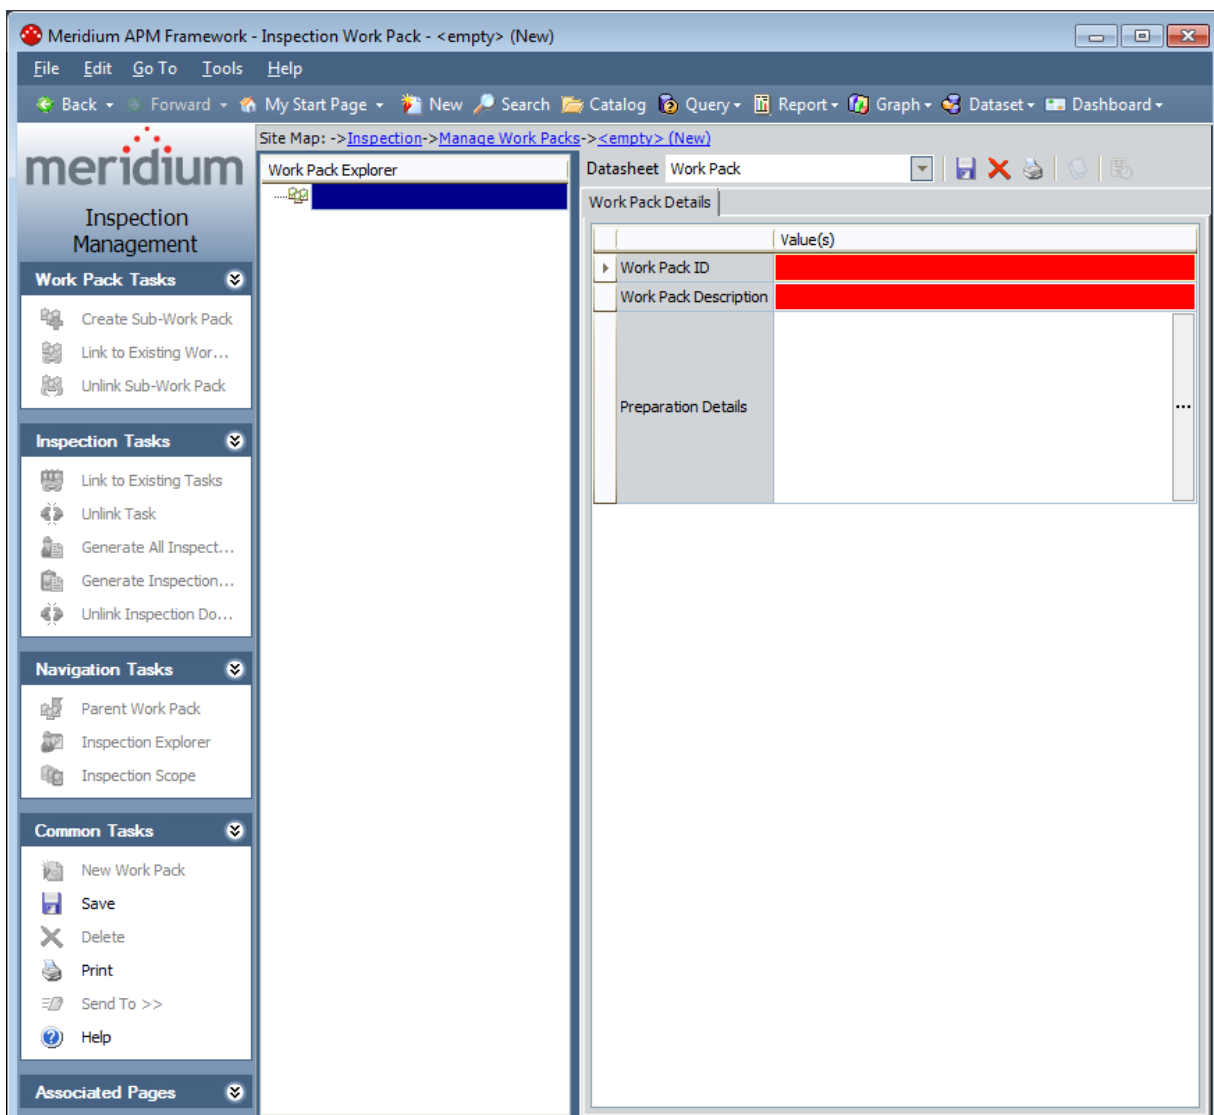 Meridium APM Framework - Inspection Work Pack - <empty> (New)
File Edit Go To Tools Help
Back Forward My Start Page New Search Catalog Query Report Graph Dataset Dashboard
meridium
Inspection
Management
Work Pack Tasks
Create Sub-Work Pack
Link to Existing Wor...
Unlink Sub-Work Pack
Inspection Tasks
Link to Existing Tasks
Unlink Task
Generate All Inspect...
Generate Inspection...
Unlink Inspection Do...
Navigation Tasks
Parent Work Pack
Inspection Explorer
Inspection Scope
Common Tasks
New Work Pack
Save
Delete
Print
Send To >>
Help
Associated Pages
Site Map: ->Inspection->Manage Work Packs-><empty> (New)
Work Pack Explorer
Datasheet Work Pack
Work Pack Details
Value(s)
Work Pack ID
Work Pack Description
Preparation Details
...